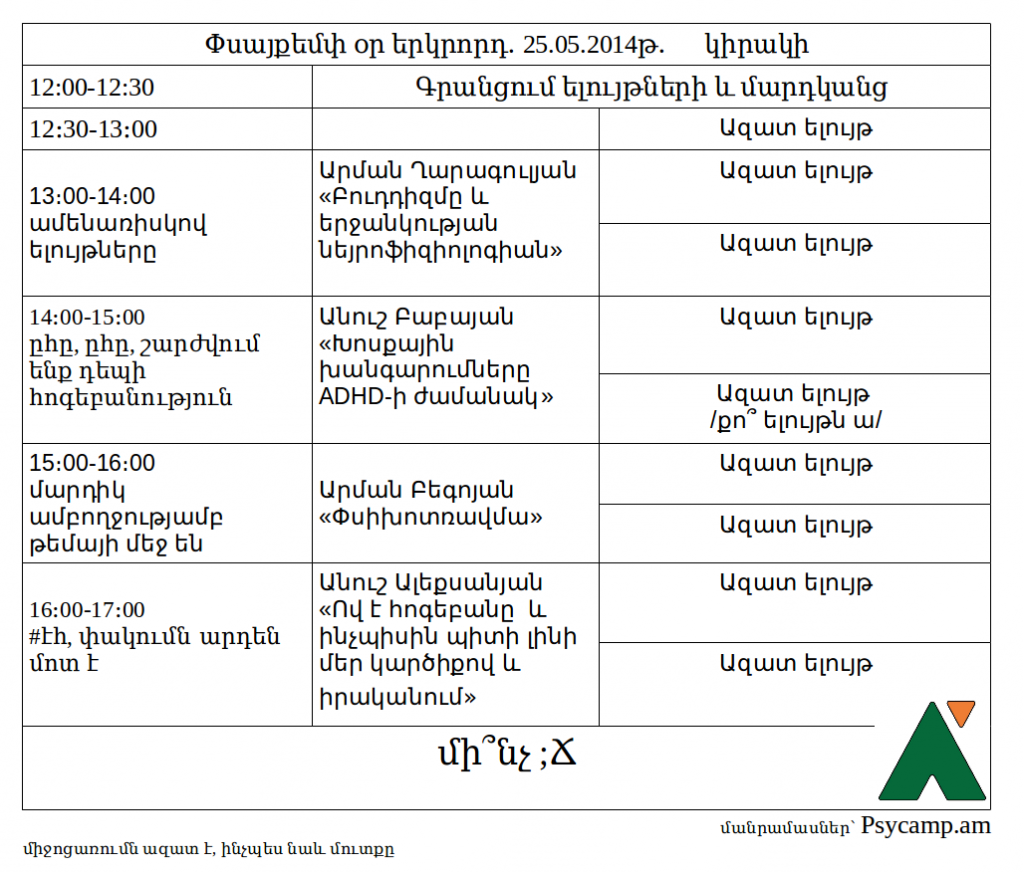 Փսայքեմփ օր երկրորդ. 25.05.2014թ. կիրակի
12:00-12:30
Գրանցում ելույթների և մարդկանց
12:30-13:00
Ազատ ելույթ
13:00-14:00
ամենառիսկով
ելույթները
Արման Ղարագուլյան
«Բուդդիզմը և
երջանկության
նեյրոֆիզիոլոգիան»
Ազատ ելույթ
Ազատ ելույթ
14:00-15:00
ըհը, ըհը, շարժվում
ենք դեպի
հոգեբանություն
Անուշ Բաբայան
«Խոսքային
խանգարումները
ADHD-ի ժամանակ»
Ազատ ելույթ
Ազատ ելույթ
/քո՞ ելույթն ա/
15:00-16:00
մարդիկ
ամբողջությամբ
թեմայի մեջ են
Արման Բեգոյան
«Փսիխոտռավմա»
Ազատ ելույթ
Ազատ ելույթ
16:00-17:00
#էհ, փակումն արդեն
մոտ է
Անուշ Ալեքսանյան
«Ով է հոգեբանը և
ինչպիսին պիտի լինի
մեր կարծիքով և
իրականում»
Ազատ ելույթ
Ազատ ելույթ
մի՞նչ ;Ճ
մանրամասներ՝ Psycamp.am
միջոցառումն ազատ է, ինչպես նաև մուտքը